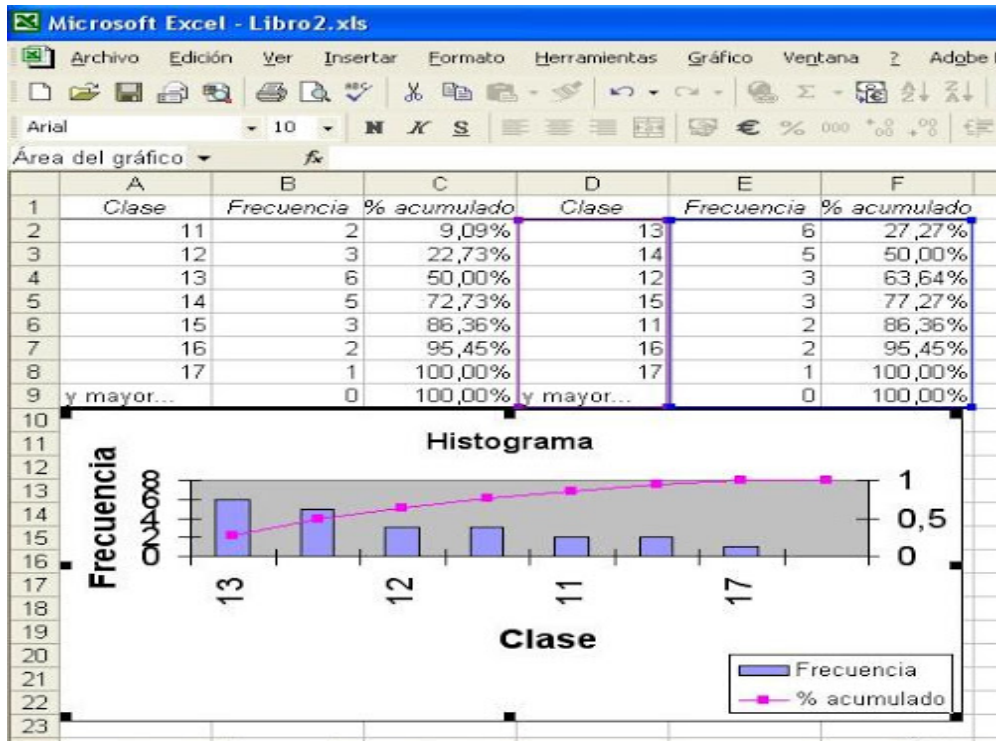 Microsoft Excel - Libro2.xls
Archivo Edición Ver Insertar Formato Herramientas Gráfico Ventana ? Adobe
Arial 10 N K S € % 000
Área del gráfico fx
A B C D E F
1 Clase Frecuencia % acumulado Clase Frecuencia % acumulado
2 11 2 9,09% 13 6 27,27%
3 12 3 22,73% 14 5 50,00%
4 13 6 50,00% 12 3 63,64%
5 14 5 72,73% 15 3 77,27%
6 15 3 86,36% 11 2 86,36%
7 16 2 95,45% 16 2 95,45%
8 17 1 100,00% 17 1 100,00%
9 y mayor... 0 100,00% y mayor... 0 100,00%
10
11
12
13
14
15
16
17
18
19
20
21
22
23
Histograma
Frecuencia
8
6
4
2
0
1
0,5
0
13 12 11 17
Clase
Frecuencia
% acumulado